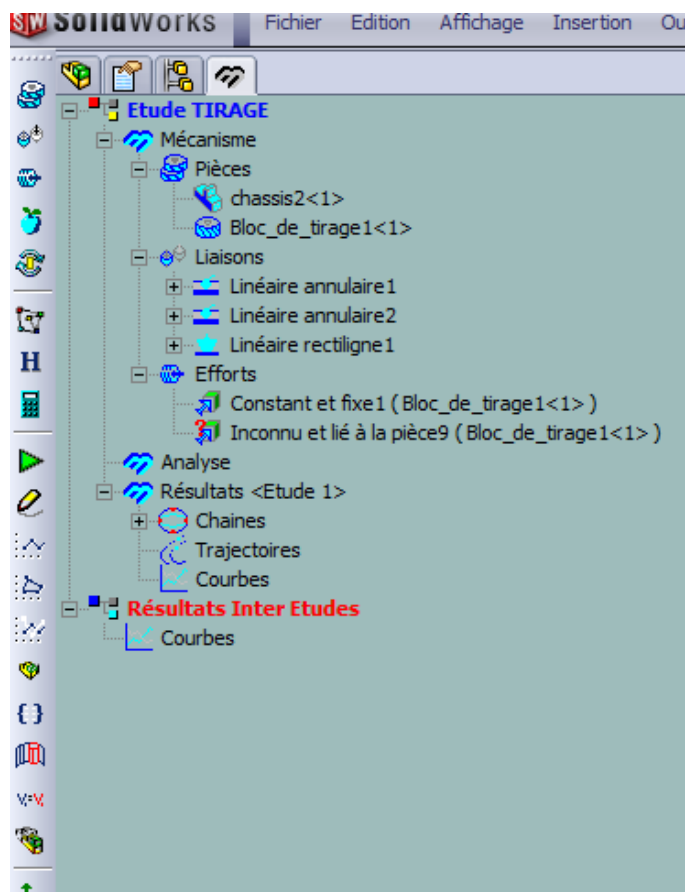 SW SolidWorks Fichier Edition Affichage Insertion Ou
Etude TIRAGE
Mécanisme
Pièces
chassis2<1>
Bloc_de_tirage1<1>
Liaisons
Linéaire annulaire1
Linéaire annulaire2
Linéaire rectiligne1
Efforts
Constant et fixe1 ( Bloc_de_tirage1<1> )
Inconnu et lié à la pièce9 ( Bloc_de_tirage1<1> )
Analyse
Résultats <Etude 1>
Chaines
Trajectoires
Courbes
Résultats Inter Etudes
Courbes
H